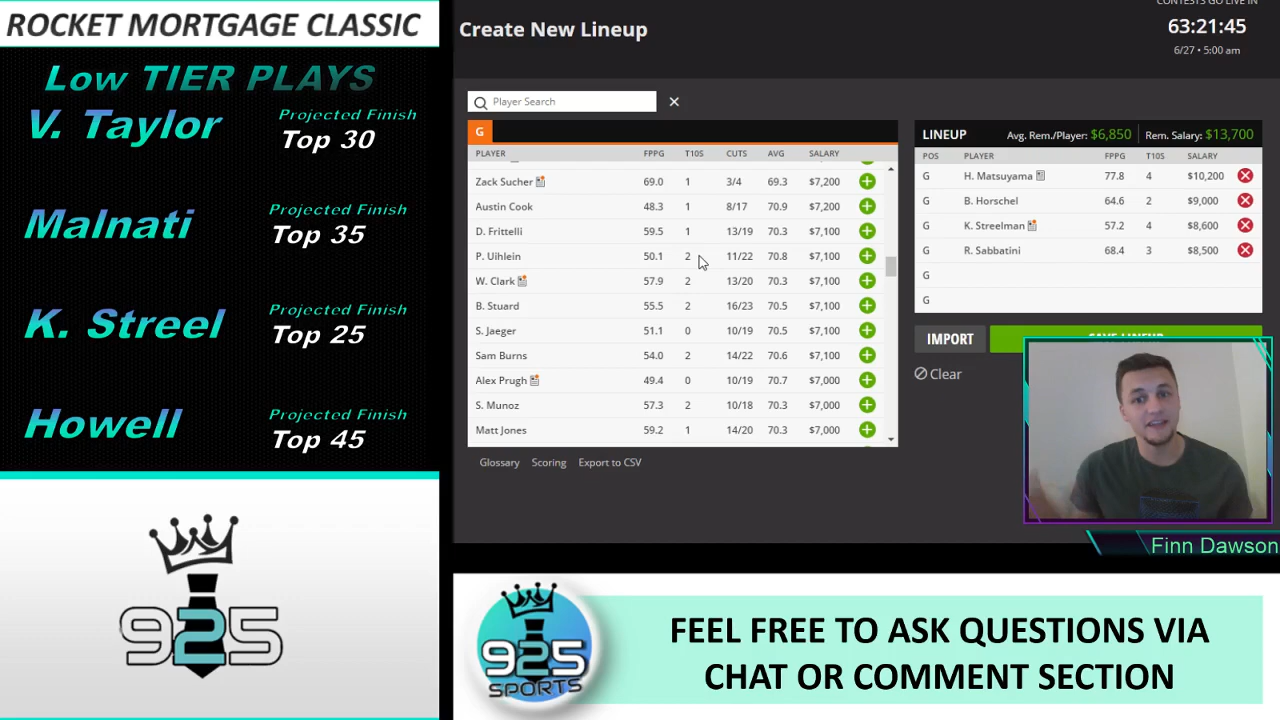 ROCKET MORTGAGE CLASSIC
Low TIER PLAYS
V. Taylor
Projected Finish
Top 30
Malnati
Projected Finish
Top 35
K. Streel
Projected Finish
Top 25
Howell
Projected Finish
Top 45
925
CONTESTS GO LIVE IN
Create New Lineup
63:21:45
6/27 • 5:00 am
Player Search
G
PLAYER FPPG T10S CUTS AVG SALARY
Zack Sucher 69.0 1 3/4 69.3 $7,200
Austin Cook 48.3 1 8/17 70.9 $7,200
D. Frittelli 59.5 1 13/19 70.3 $7,100
P. Uihlein 50.1 2 11/22 70.8 $7,100
W. Clark 57.9 2 13/20 70.3 $7,100
B. Stuard 55.5 2 16/23 70.5 $7,100
S. Jaeger 51.1 0 10/19 70.5 $7,100
Sam Burns 54.0 2 14/22 70.6 $7,100
Alex Prugh 49.4 0 10/19 70.7 $7,000
S. Munoz 57.3 2 10/18 70.3 $7,000
Matt Jones 59.2 1 14/20 70.3 $7,000
Glossary Scoring Export to CSV
LINEUP Avg. Rem./Player: $6,850 Rem. Salary: $13,700
POS PLAYER FPPG T10S SALARY
G H. Matsuyama 77.8 4 $10,200
G B. Horschel 64.6 2 $9,000
G K. Streelman 57.2 4 $8,600
G R. Sabbatini 68.4 3 $8,500
G
G
IMPORT SAVE LINEUP
Clear
Finn Dawson
925
SPORTS
FEEL FREE TO ASK QUESTIONS VIA
CHAT OR COMMENT SECTION